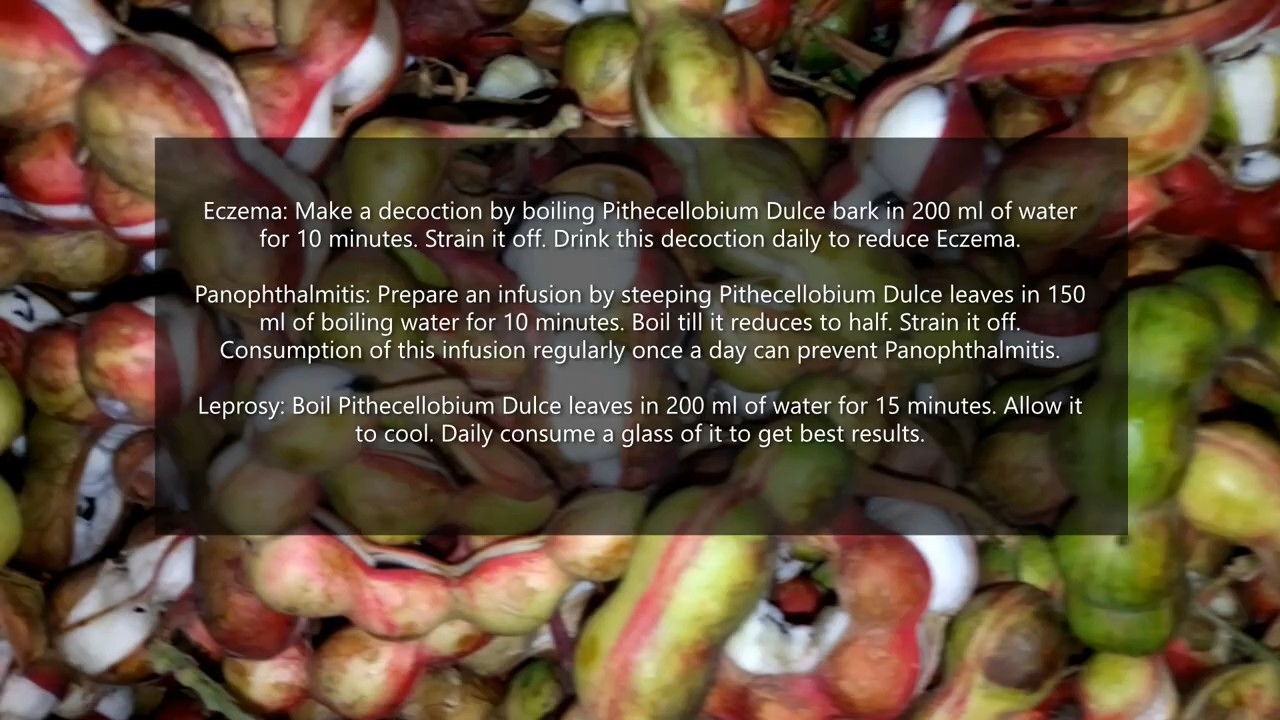 Eczema: Make a decoction by boiling Pithecellobium Dulce bark in 200 ml of water
for 10 minutes. Strain it off. Drink this decoction daily to reduce Eczema.
Panophthalmitis: Prepare an infusion by steeping Pithecellobium Dulce leaves in 150
ml of boiling water for 10 minutes. Boil till it reduces to half. Strain it off.
Consumption of this infusion regularly once a day can prevent Panophthalmitis.
Leprosy: Boil Pithecellobium Dulce leaves in 200 ml of water for 15 minutes. Allow it
to cool. Daily consume a glass of it to get best results.